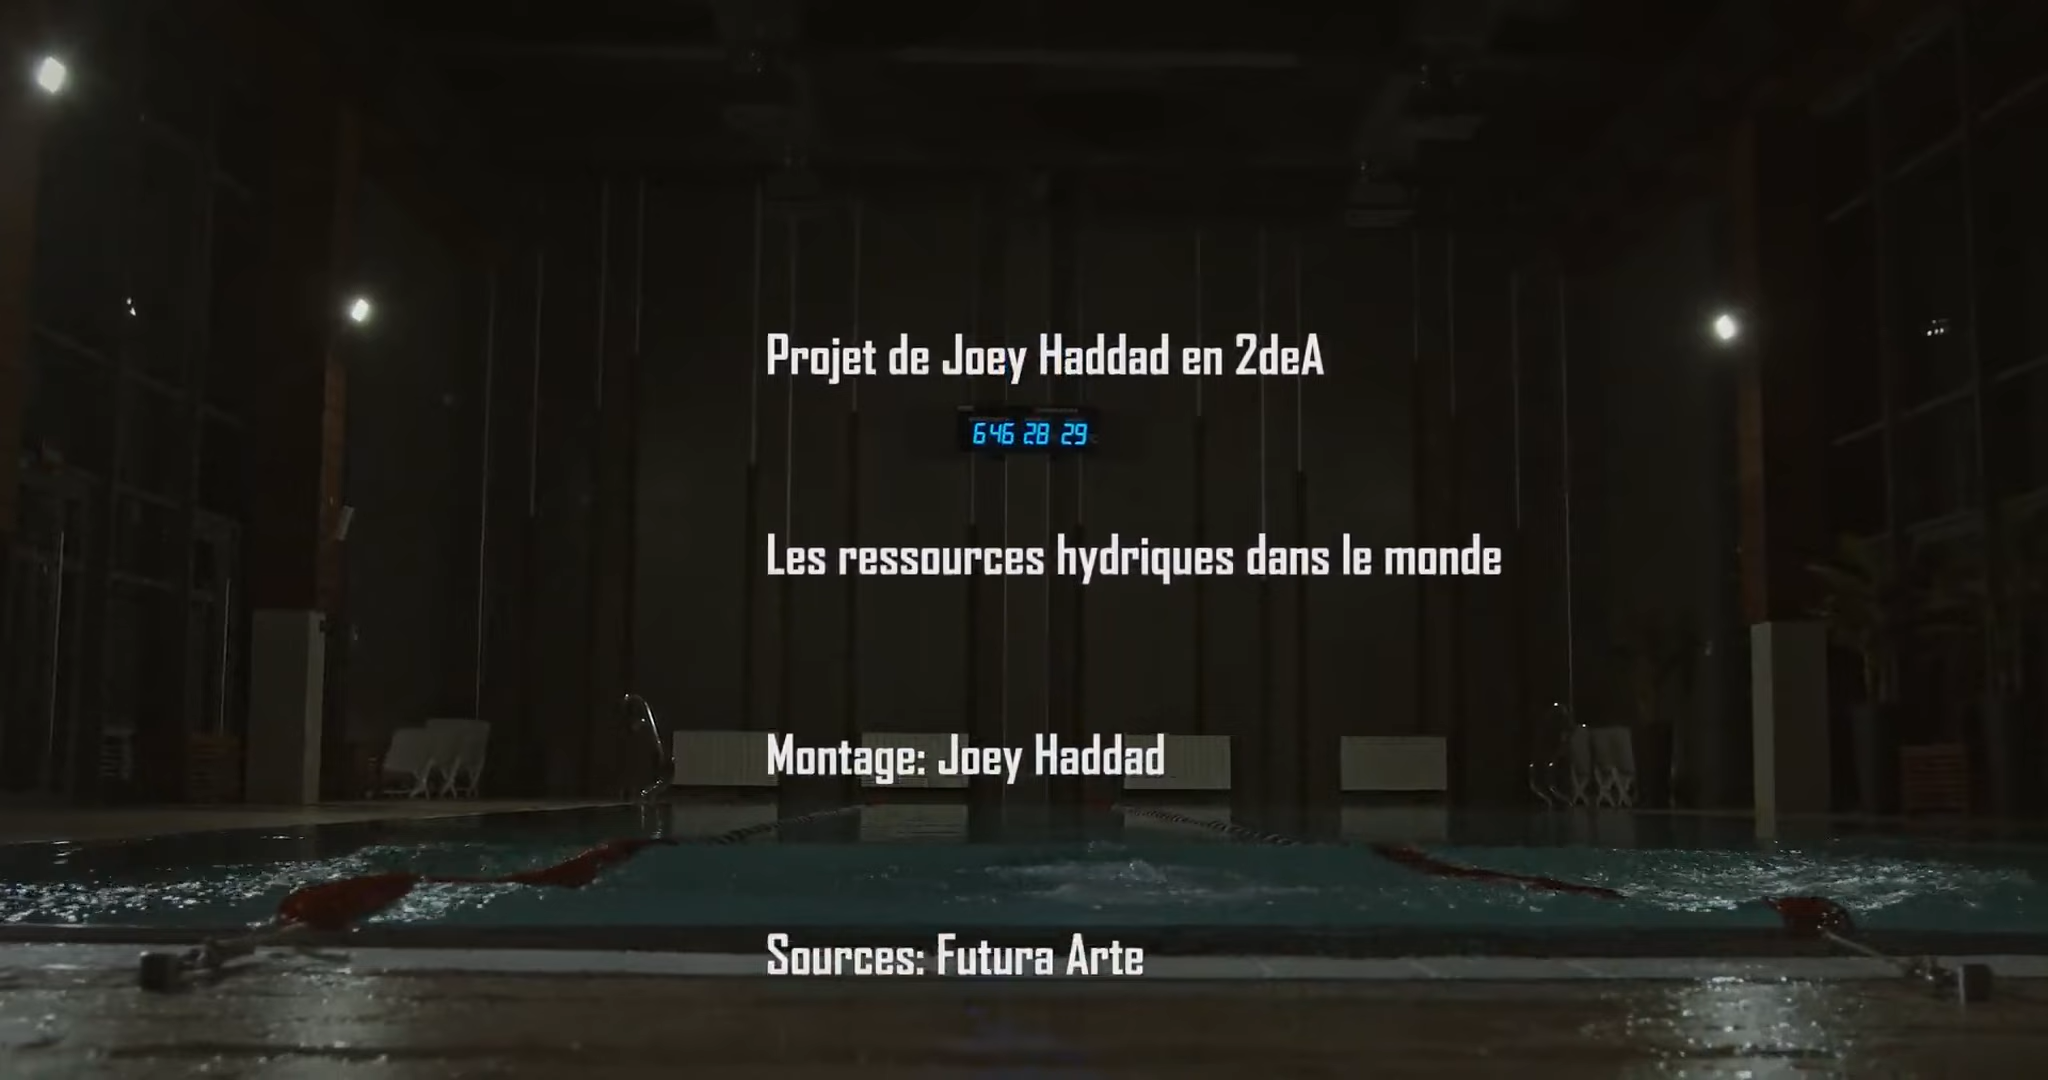 Projet de Joey Haddad en 2deA
646 28 29
Les ressources hydriques dans le monde
Montage: Joey Haddad
Sources: Futura Arte